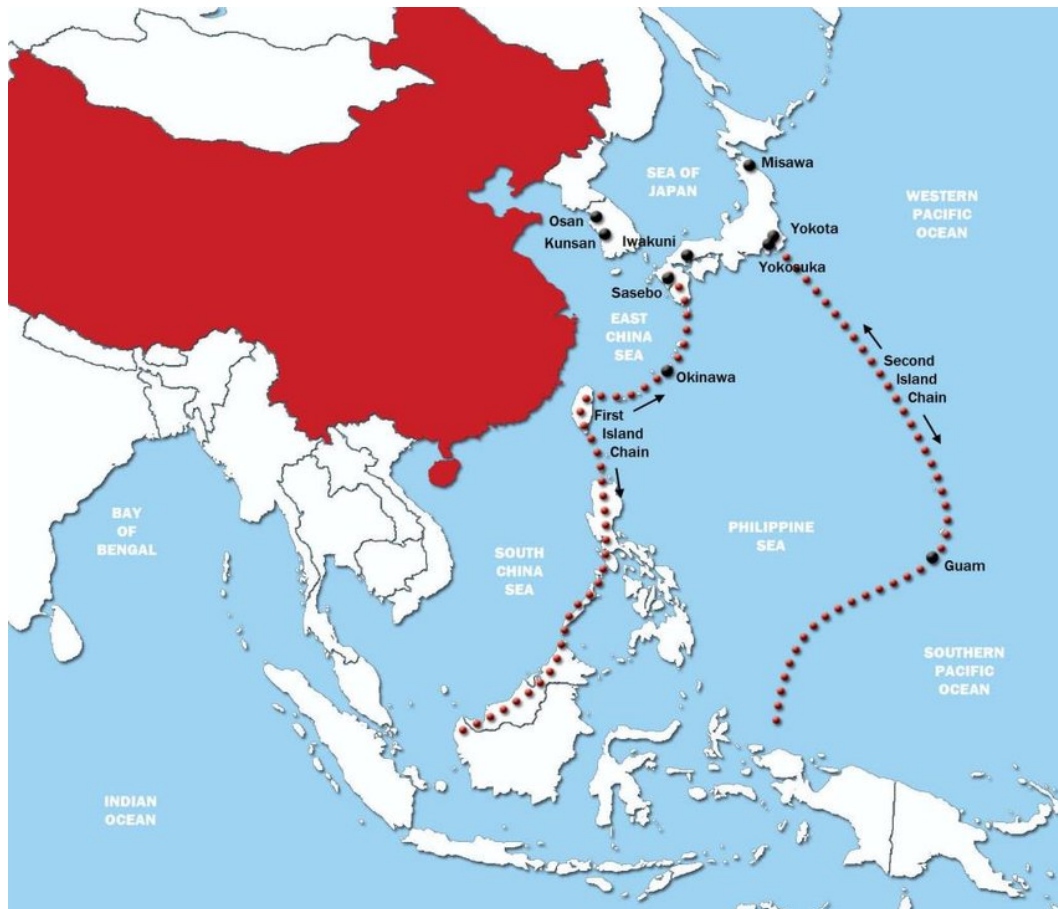 Misawa
SEA OF
JAPAN
WESTERN
PACIFIC
OCEAN
Osan
Kunsan
Iwakuni
Yokota
Yokosuka
Sasebo
EAST
CHINA
SEA
Okinawa
Second
Island
Chain
First
Island
Chain
BAY
OF
BENGAL
PHILIPPINE
SEA
SOUTH
CHINA
SEA
Guam
SOUTHERN
PACIFIC
OCEAN
INDIAN
OCEAN